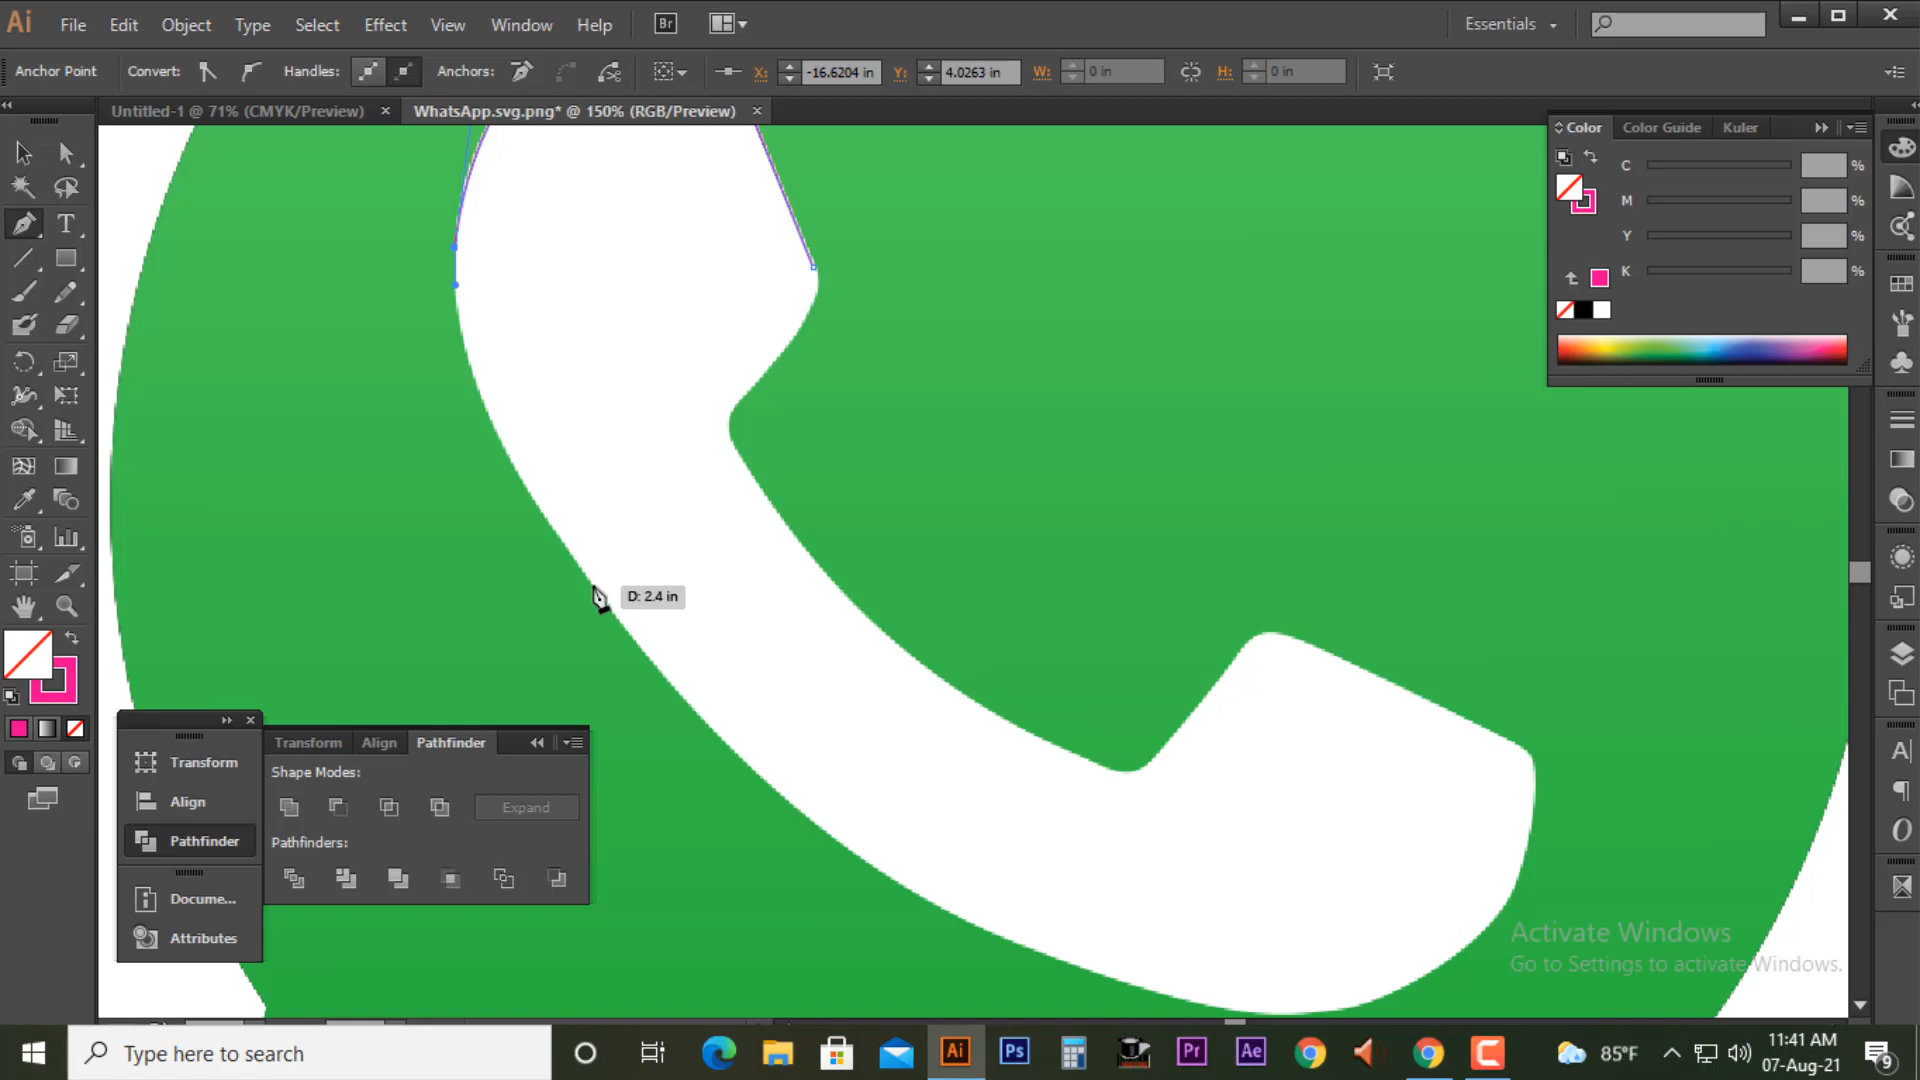 Ai File Edit Object Select Effect View Window Help Br Essentials
Anchor Point Convert: Handles: Anchors: X: -16.6204 in Y: 4.0263 in W: 0 in H: 0 in
Untitled-1 @ 71% (CMYK/Preview) × WhatsApp.svg.png* @ 150% (RGB/Preview) ×
Color Color Guide Kuler
C %
M %
Y %
K %
D: 2.4 in
Transform
Align
Pathfinder
Docume...
Attributes
Transform Align Pathfinder
Shape Modes:
Expand
Pathfinders:
Activate Windows
Go to Settings to activate Windows.
Type here to search
Ai Ps Pr Ae
85°F
11:41 AM
07-Aug-21
9